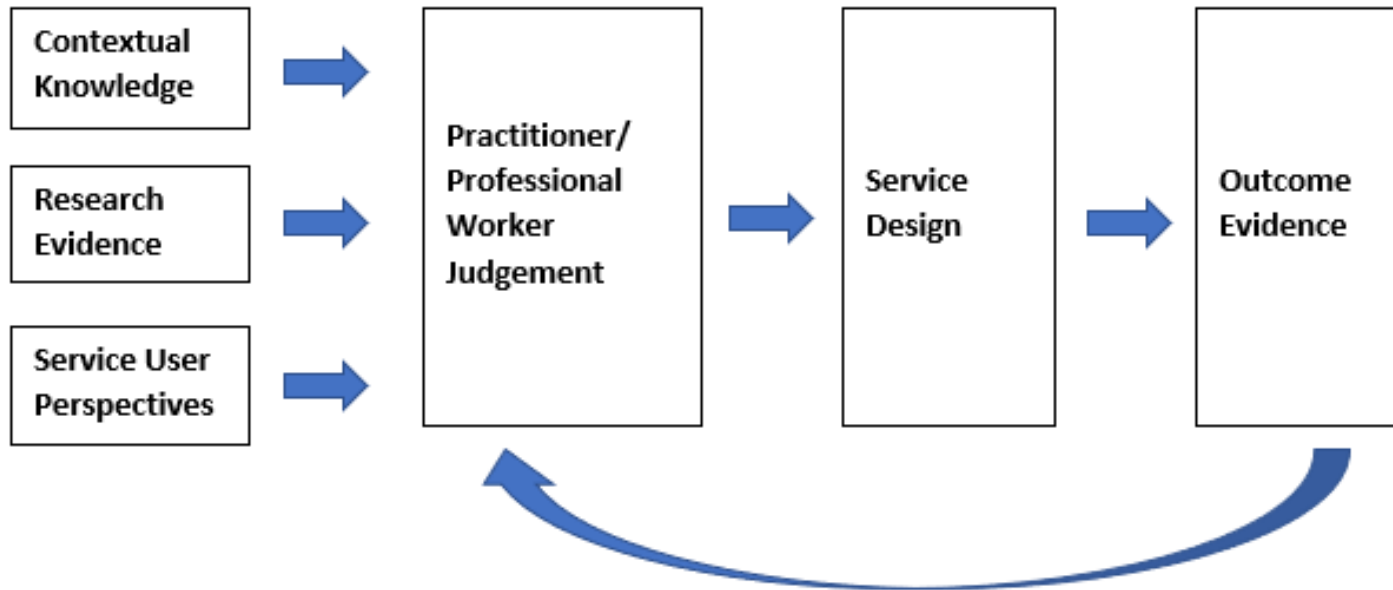 Contextual
Knowledge
Research
Evidence
Service User
Perspectives
Practitioner/
Professional
Worker
Judgement
Service
Design
Outcome
Evidence